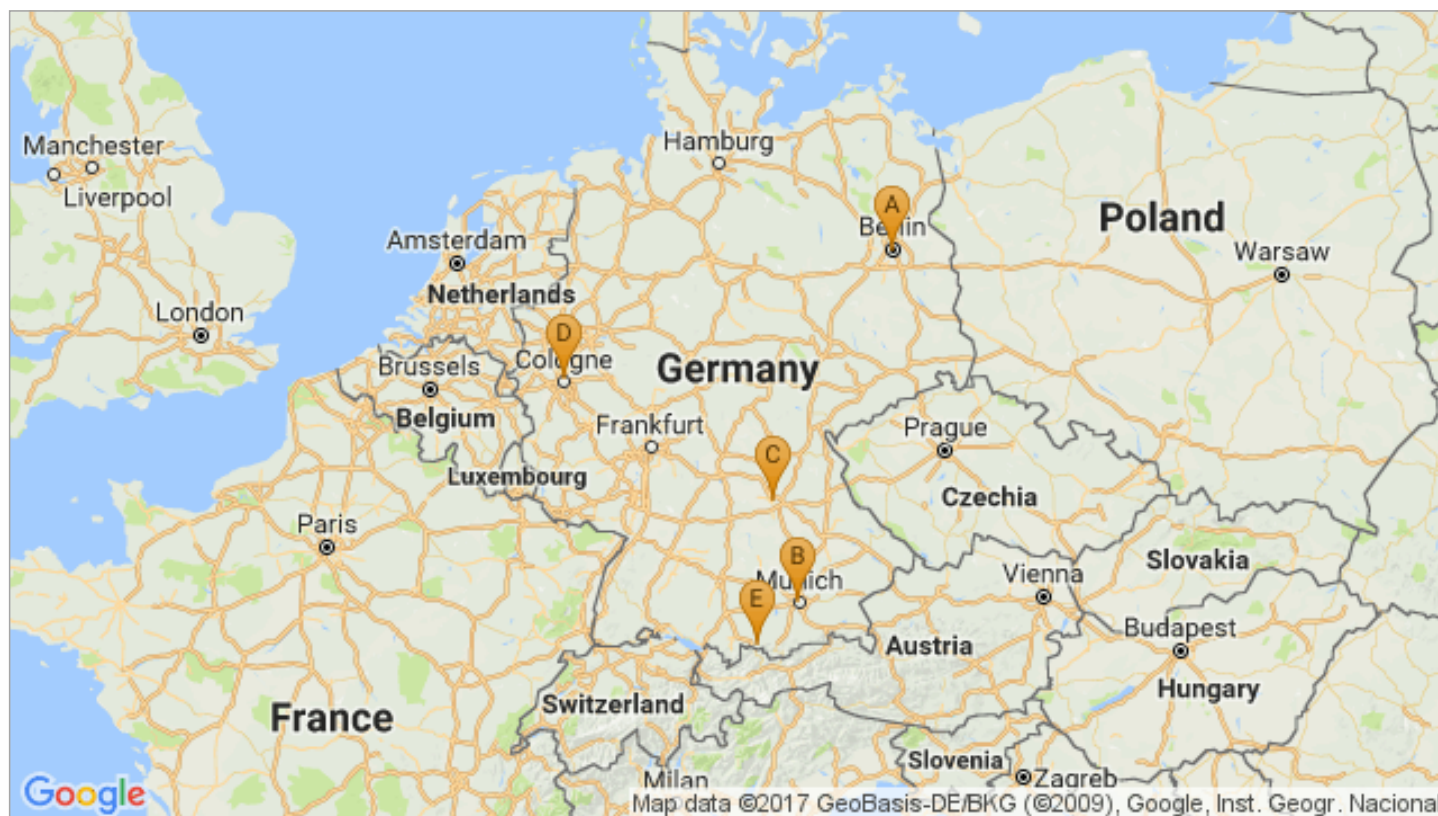 Hamburg
Manchester
Liverpool
A
Berlin
Poland
Amsterdam
Warsaw
Netherlands
London
D
Cologne
Brussels
Germany
Belgium
Frankfurt
Prague
C
Luxembourg
Czechia
Paris
B
Slovakia
Munich
Vienna
E
Budapest
Austria
Hungary
Switzerland
France
Slovenia
Milan
Zagreb
Google
Map data ©2017 GeoBasis-DE/BKG (©2009), Google, Inst. Geogr. Nacional